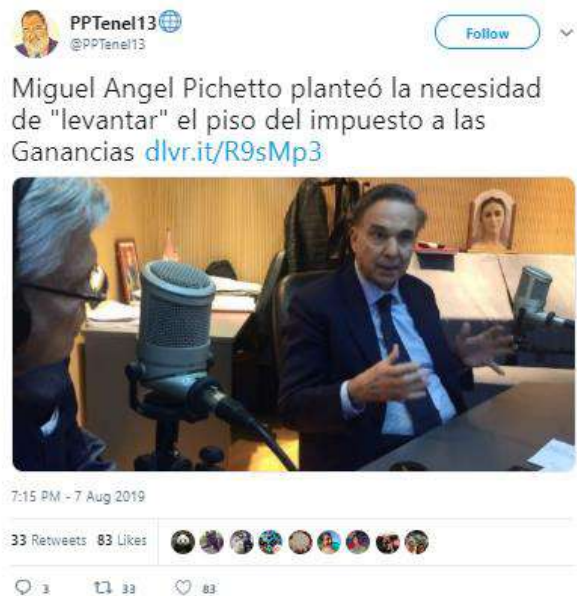 PPTenel13
@PPTenel13
Follow
Miguel Angel Pichetto planteó la necesidad
de "levantar" el piso del impuesto a las
Ganancias dlvr.it/R9sMp3
7:15 PM - 7 Aug 2019
33 Retweets 83 Likes
3 33 83